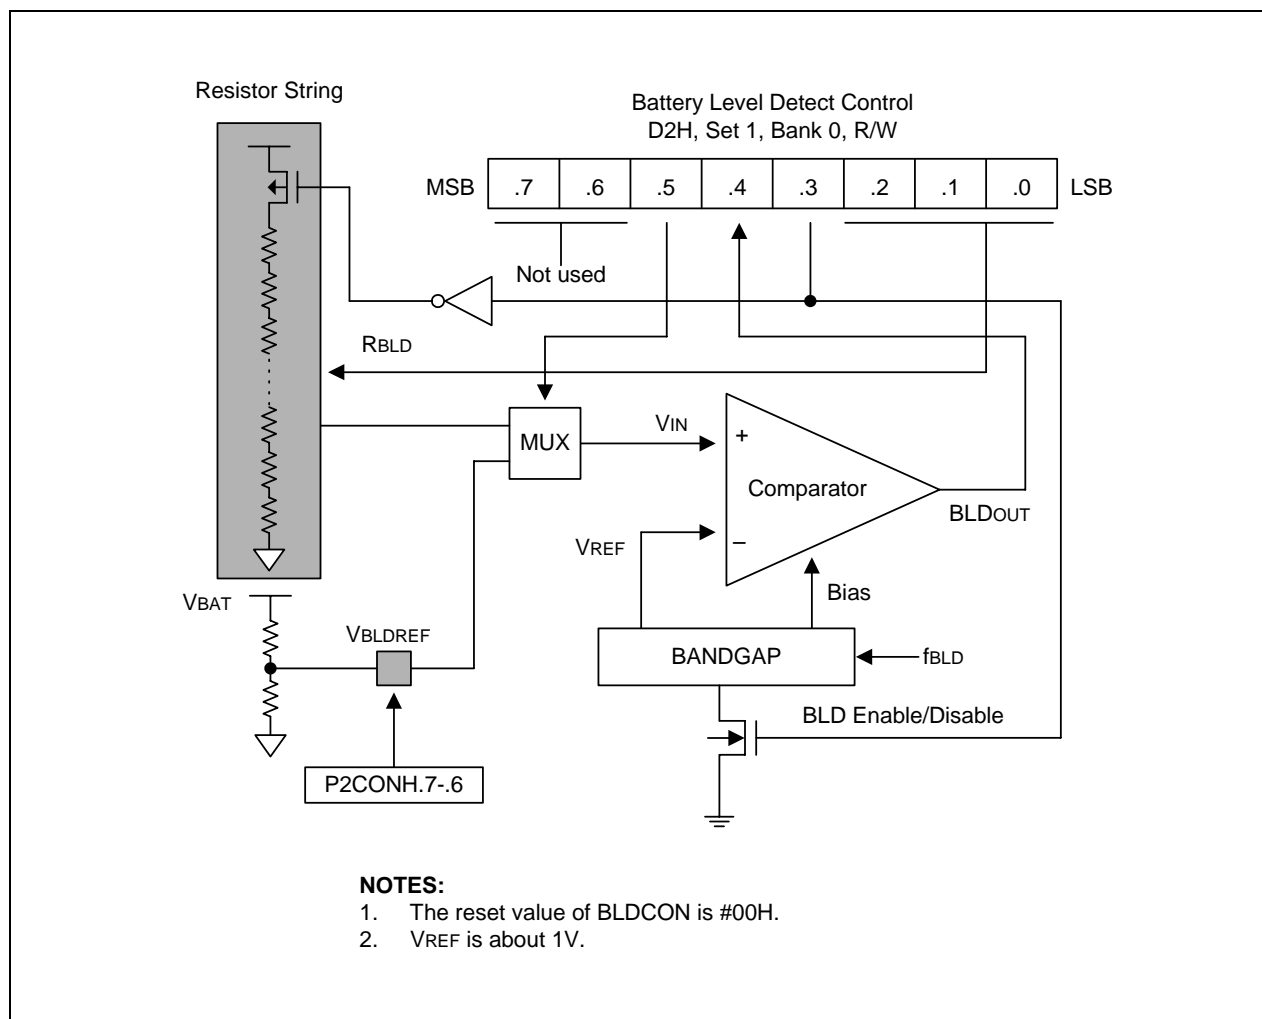 Resistor String
Battery Level Detect Control
D2H, Set 1, Bank 0, R/W
MSB .7 .6 .5 .4 .3 .2 .1 .0 LSB
Not used
RBLD
MUX
VIN
+
Comparator
BLDOUT
VREF
–
Bias
VBAT
VBLDREF
BANDGAP
fBLD
BLD Enable/Disable
P2CONH.7-.6
NOTES:
1. The reset value of BLDCON is #00H.
2. VREF is about 1V.